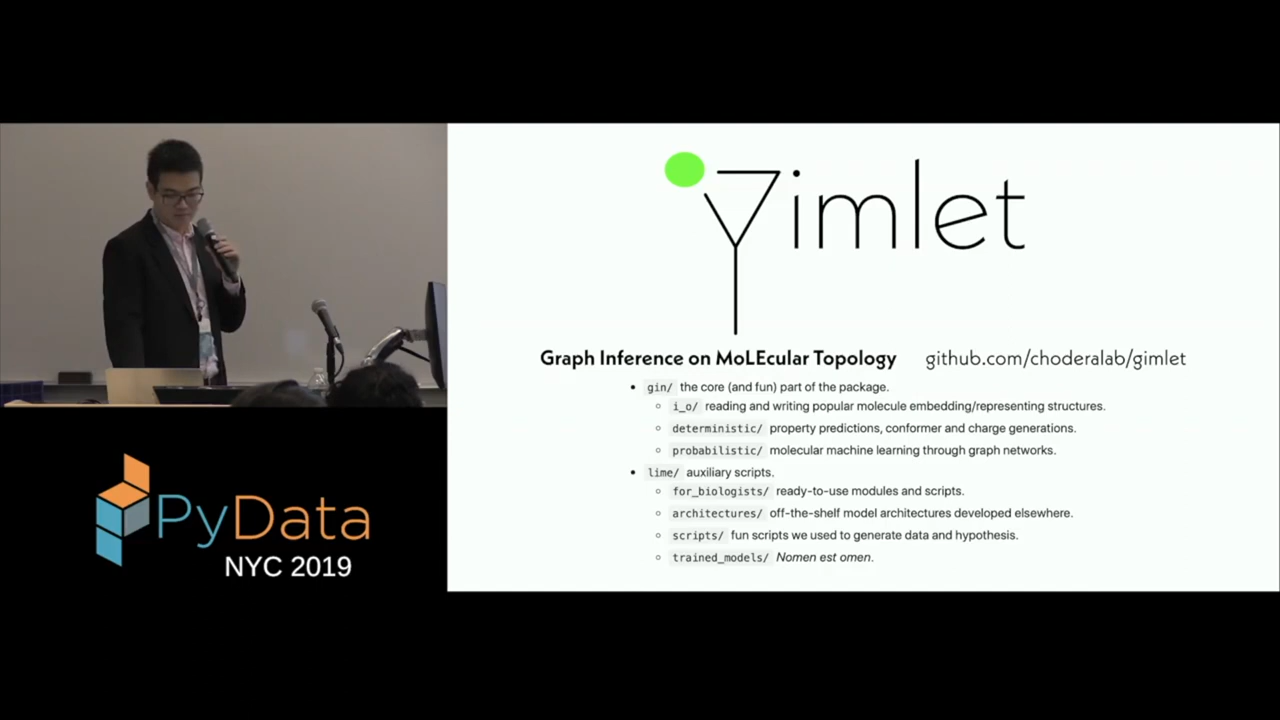 Gimlet
Graph Inference on MoLEcular Topology github.com/choderalab/gimlet
• gin/ the core (and fun) part of the package.
◦ i_o/ reading and writing popular molecule embedding/representing structures.
◦ deterministic/ property predictions, conformer and charge generations.
◦ probabilistic/ molecular machine learning through graph networks.
• lime/ auxiliary scripts.
◦ for_biologists/ ready-to-use modules and scripts.
◦ architectures/ off-the-shelf model architectures developed elsewhere.
◦ scripts/ fun scripts we used to generate data and hypothesis.
◦ trained_models/ Nomen est omen.
PyData
NYC 2019